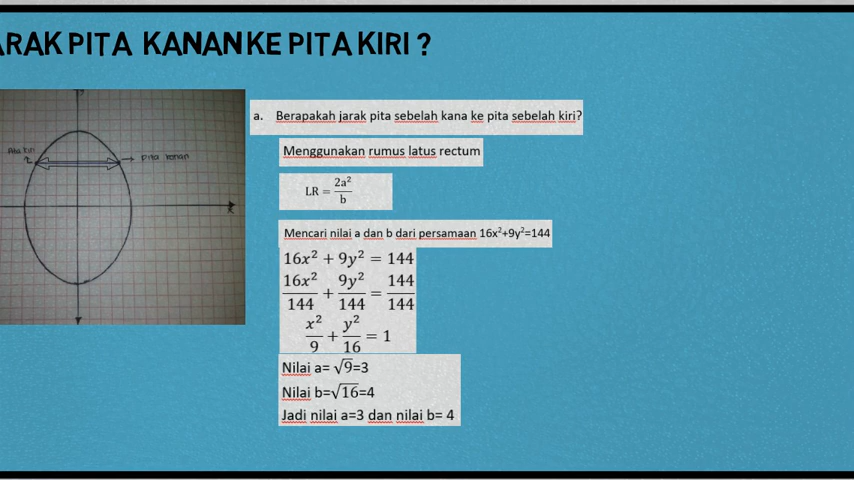 ARAK PITA KANAN KE PITA KIRI ?
a. Berapakah jarak pita sebelah kana ke pita sebelah kiri?
Menggunakan rumus latus rectum
LR = 2a²/b
Mencari nilai a dan b dari persamaan 16x²+9y²=144
16x² + 9y² = 144
16x²/144 + 9y²/144 = 144/144
x²/9 + y²/16 = 1
Nilai a= √9=3
Nilai b=√16=4
Jadi nilai a=3 dan nilai b= 4
pita kanan
x